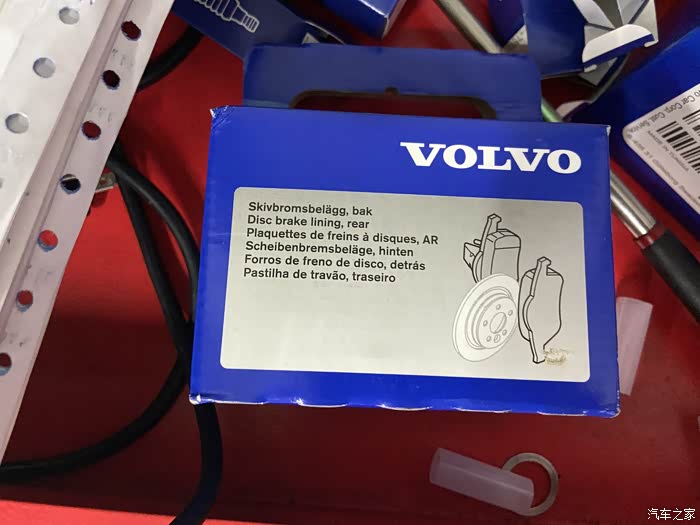 VOLVO
Skivbromsbelägg, bak
Disc brake lining, rear
Plaquettes de freins à disques, AR
Scheibenbremsbeläge, hinten
Forros de freno de disco, detrás
Pastilha de travão, traseiro
汽车之家